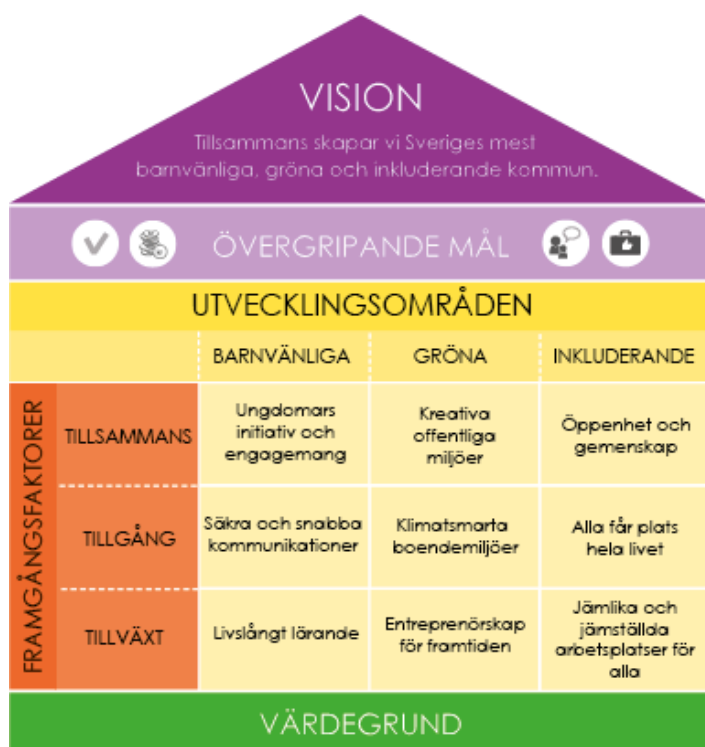 VISION
Tillsammans skapar vi Sveriges mest
barnvänliga, gröna och inkluderande kommun.
ÖVERGRIPANDE MÅL
UTVECKLINGSOMRÅDEN
BARNVÄNLIGA
GRÖNA
INKLUDERANDE
FRAMGÅNGSFAKTORER
TILLSAMMANS
Ungdomars
initiativ och
engagemang
Kreativa
offentliga
miljöer
Öppenhet och
gemenskap
TILLGÅNG
Säkra och snabba
kommunikationer
Klimatsmarta
boendemiljöer
Alla får plats
hela livet
TILLVÄXT
Livslångt lärande
Entreprenörskap
för framtiden
Jämlika och
jämställda
arbetsplatser för
alla
VÄRDEGRUND